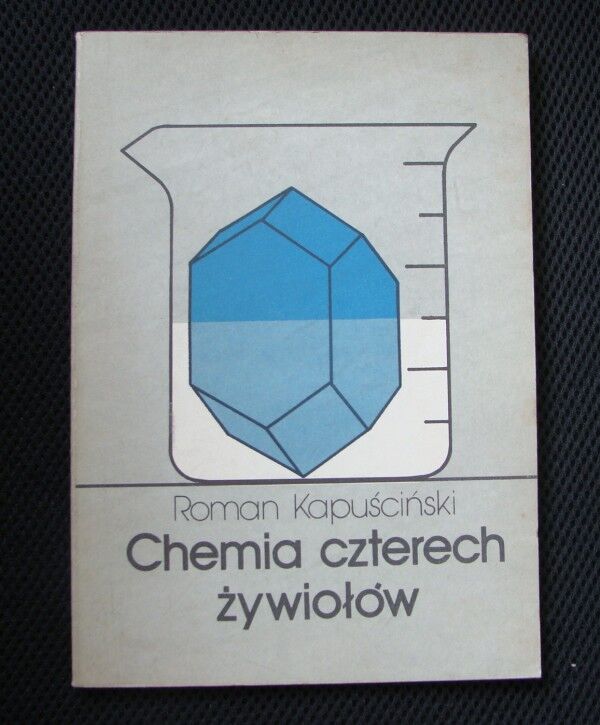 Roman Kapuściński
Chemia czterech
żywiołów